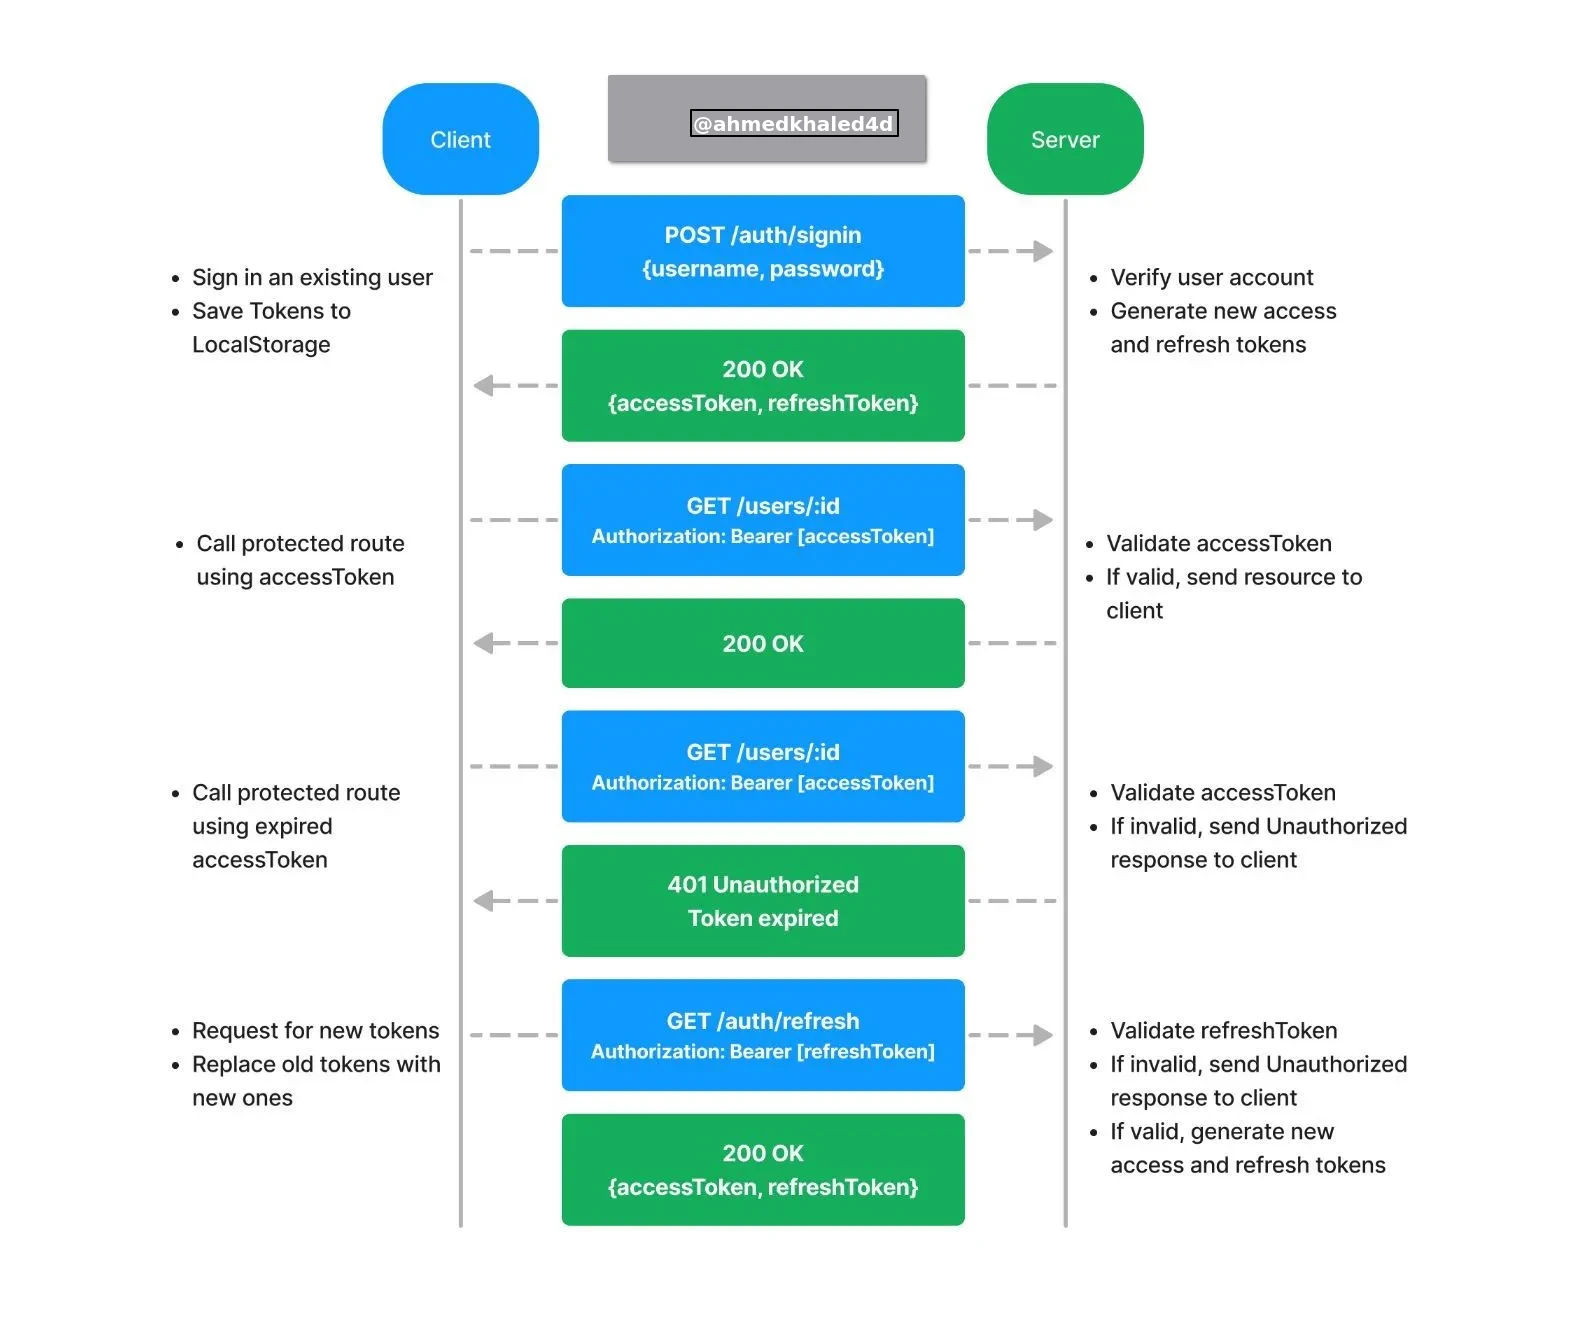 Client
@ahmedkhaled4d
Server
POST /auth/signin
{username, password}
• Sign in an existing user
• Save Tokens to
LocalStorage
• Verify user account
• Generate new access
and refresh tokens
200 OK
{accessToken, refreshToken}
GET /users/:id
Authorization: Bearer [accessToken]
• Call protected route
using accessToken
• Validate accessToken
• If valid, send resource to
client
200 OK
GET /users/:id
Authorization: Bearer [accessToken]
• Call protected route
using expired
accessToken
• Validate accessToken
• If invalid, send Unauthorized
response to client
401 Unauthorized
Token expired
GET /auth/refresh
Authorization: Bearer [refreshToken]
• Request for new tokens
• Replace old tokens with
new ones
• Validate refreshToken
• If invalid, send Unauthorized
response to client
• If valid, generate new
access and refresh tokens
200 OK
{accessToken, refreshToken}